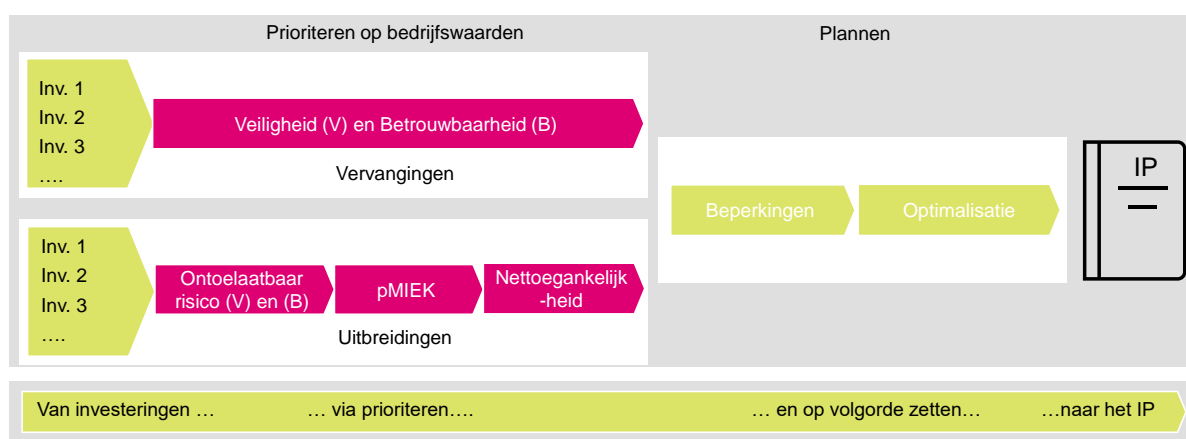 Prioriteren op bedrijfswaarden
Plannen
Inv. 1
Inv. 2
Inv. 3
….
Veiligheid (V) en Betrouwbaarheid (B)
Vervangingen
Inv. 1
Inv. 2
Inv. 3
….
Ontoelaatbaar
risico (V) en (B)
pMIEK
Nettoegankelijk
-heid
Uitbreidingen
Beperkingen
Optimalisatie
IP
Van investeringen …
… via prioriteren….
… en op volgorde zetten…
…naar het IP